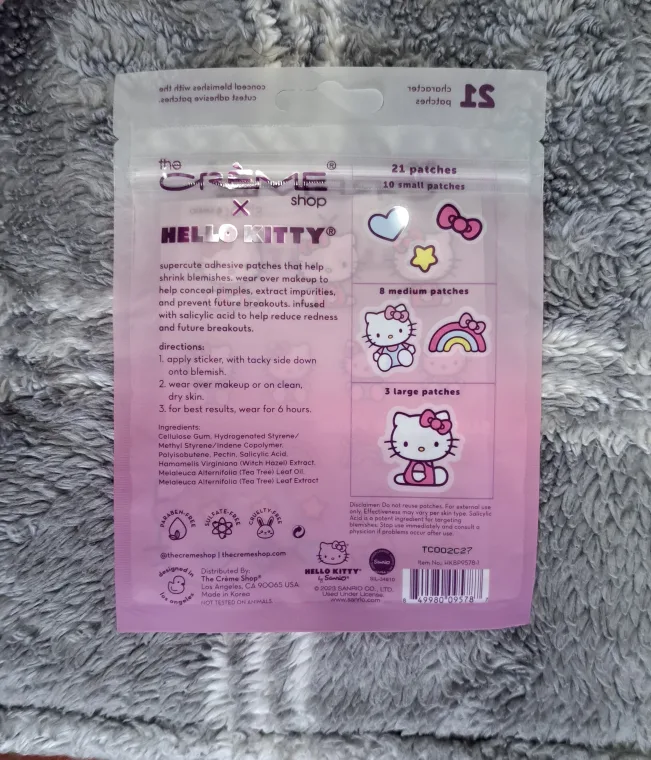 conceal blemishes with the
cutest adhesive patches.
21 character
patches
the
CRÈME®
shop
X
HELLO KITTY®
supercute adhesive patches that help
shrink blemishes. wear over makeup to
help conceal pimples, extract impurities,
and prevent future breakouts. infused
with salicylic acid to help reduce redness
and future breakouts.
directions:
1. apply sticker, with tacky side down
onto blemish.
2. wear over makeup or on clean,
dry skin.
3. for best results, wear for 6 hours.
Ingredients:
Cellulose Gum, Hydrogenated Styrene/
Methyl Styrene/Indene Copolymer,
Polyisobutene, Pectin, Salicylic Acid,
Hamamelis Virginiana (Witch Hazel) Extract,
Melaleuca Alternifolia (Tea Tree) Leaf Oil,
Melaleuca Alternifolia (Tea Tree) Leaf Extract
PARABEN-FREE
SULFATE-FREE
CRUELTY-FREE
@thecremeshop | thecremeshop.com
designed in
los angeles
Distributed By:
The Crème Shop®
Los Angeles, CA 90065 USA
Made in Korea
NOT TESTED ON ANIMALS
21 patches
10 small patches
8 medium patches
3 large patches
Disclaimer: Do not reuse patches. For external use
only. Effectiveness may vary per skin type. Salicylic
Acid is a potent ingredient for targeting
blemishes. Stop use immediately and consult a
physician if problems occur after use.
HELLO KITTY
by Sanrio
© 2023 SANRIO CO., LTD.
Used Under License.
www.sanrio.com
Sanrio
TC002C27
Item No.: HKBP9578-1
49980 09578